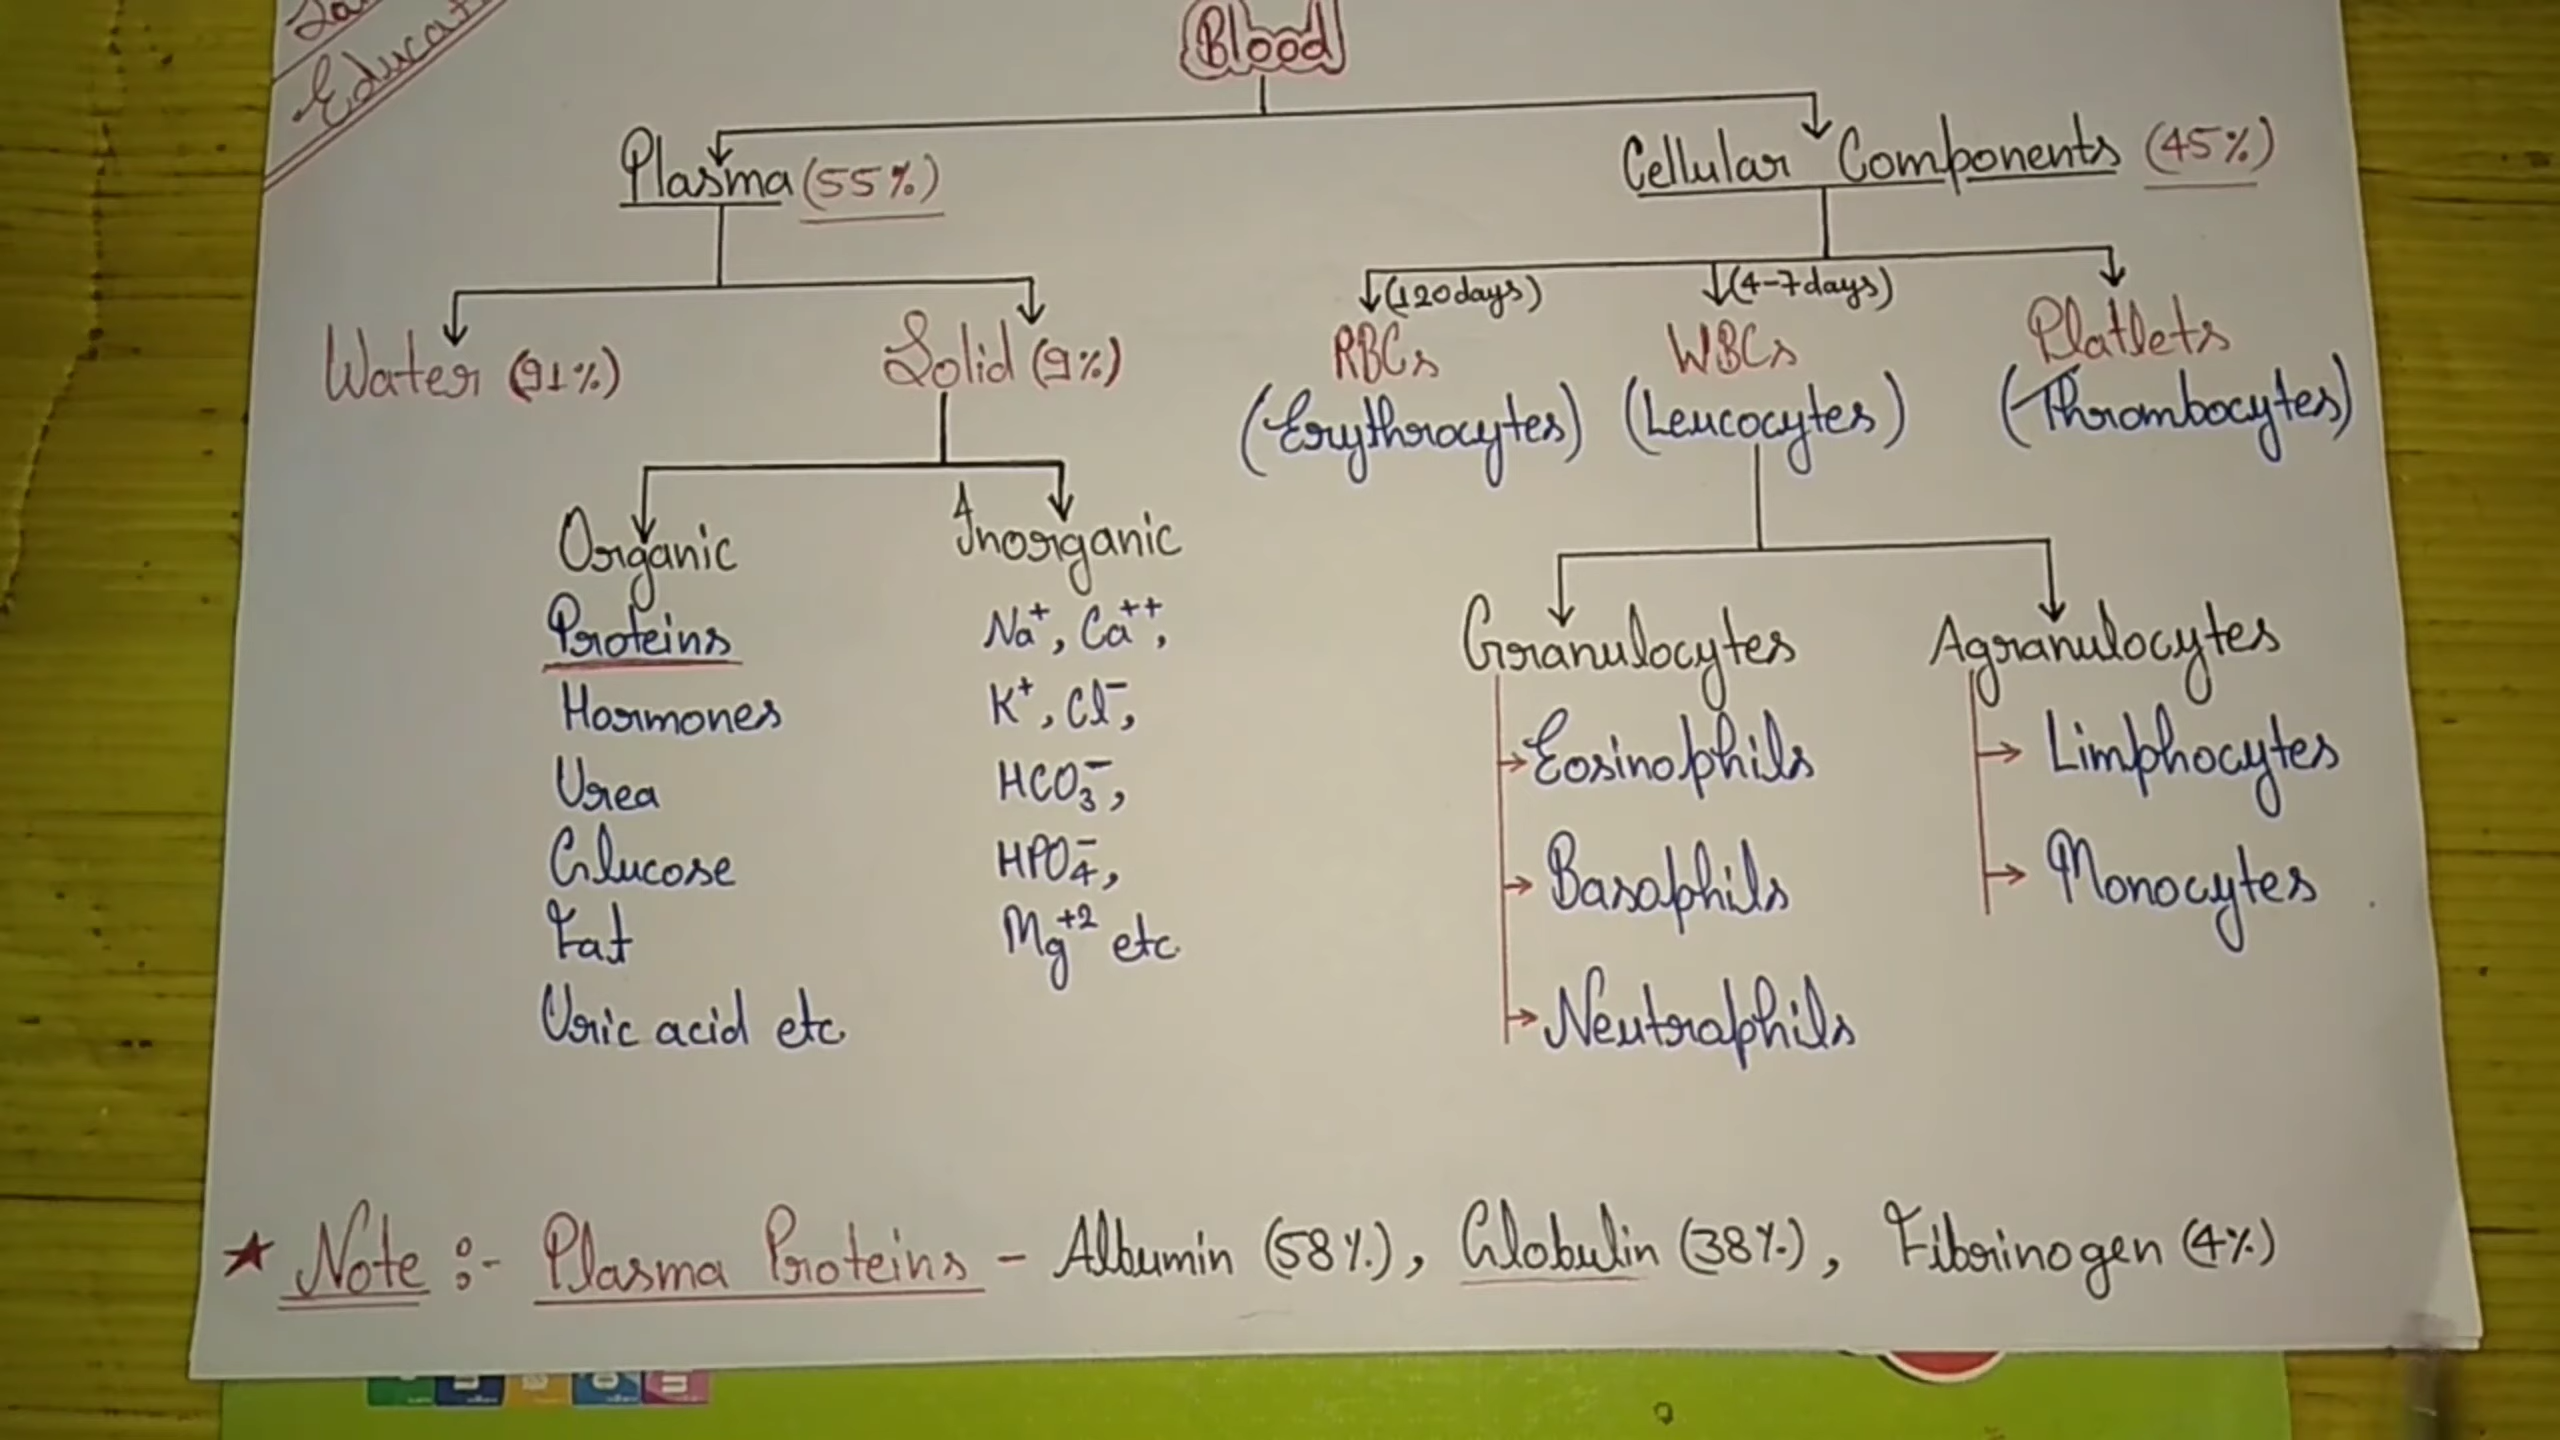 Educat
Blood
Plasma (55%)
Cellular Components (45%)
Water (91%)
Solid (9%)
(120days)
(4-7days)
RBCs
(Erythrocytes)
WBCs
(Leucocytes)
Platlets
(Thrombocytes)
Organic
Proteins
Hormones
Urea
Glucose
Fat
Uric acid etc.
Inorganic
Na⁺, Ca⁺⁺,
K⁺, Cl⁻,
HCO₃⁻,
HPO₄⁻,
Mg⁺² etc.
Granulocytes
Eosinophils
Basophils
Neutrophils
Agranulocytes
Limphocytes
Monocytes
★ Note :- Plasma Proteins - Albumin (58%), Globulin (38%), Fibrinogen (4%)